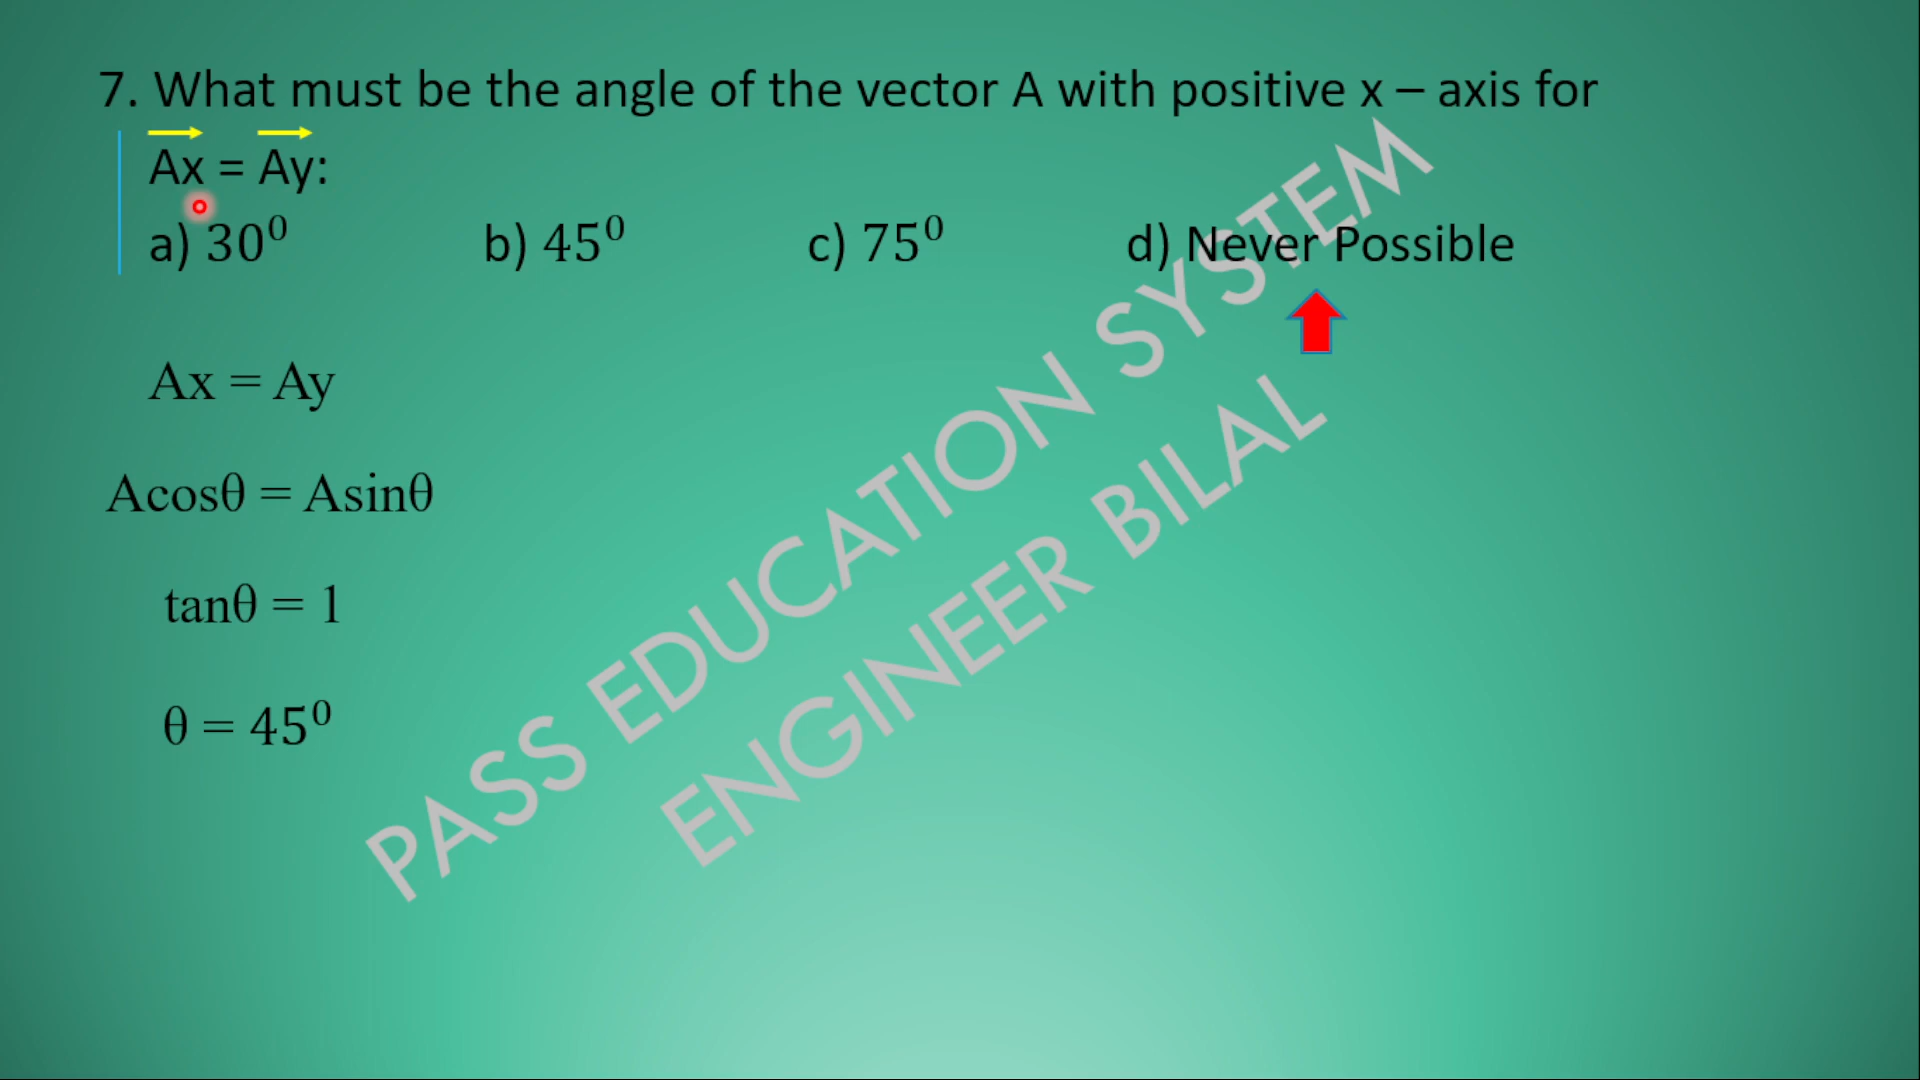 7. What must be the angle of the vector A with positive x – axis for
Ax = Ay:
a) 30⁰ b) 45⁰ c) 75⁰ d) Never Possible
Ax = Ay
Acosθ = Asinθ
tanθ = 1
θ = 45⁰
PASS EDUCATION SYSTEM
ENGINEER BILAL